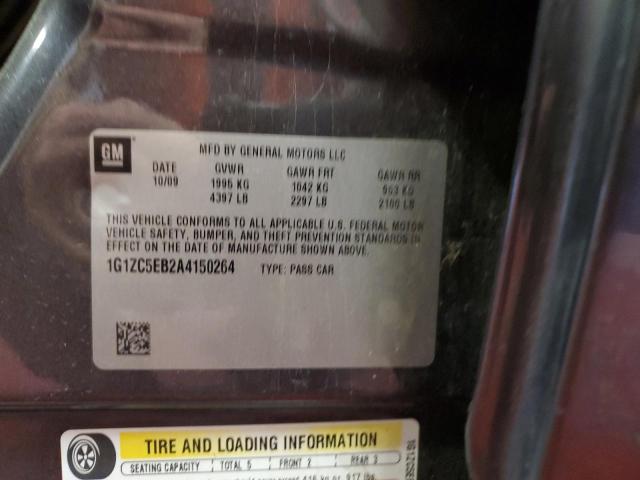 GM
MFD BY GENERAL MOTORS LLC
DATE GVWR GAWR FRT GAWR RR
10/09 1995 KG 1042 KG 953 KG
4397 LB 2297 LB 2100 LB
THIS VEHICLE CONFORMS TO ALL APPLICABLE U.S. FEDERAL MOTOR
VEHICLE SAFETY, BUMPER, AND THEFT PREVENTION STANDARDS IN
EFFECT ON THE DATE OF MANUFACTURE SHOWN ABOVE.
1G1ZC5EB2A4150264 TYPE: PASS CAR
TIRE AND LOADING INFORMATION
SEATING CAPACITY TOTAL 5 FRONT 2 REAR 3
1G1ZC5E